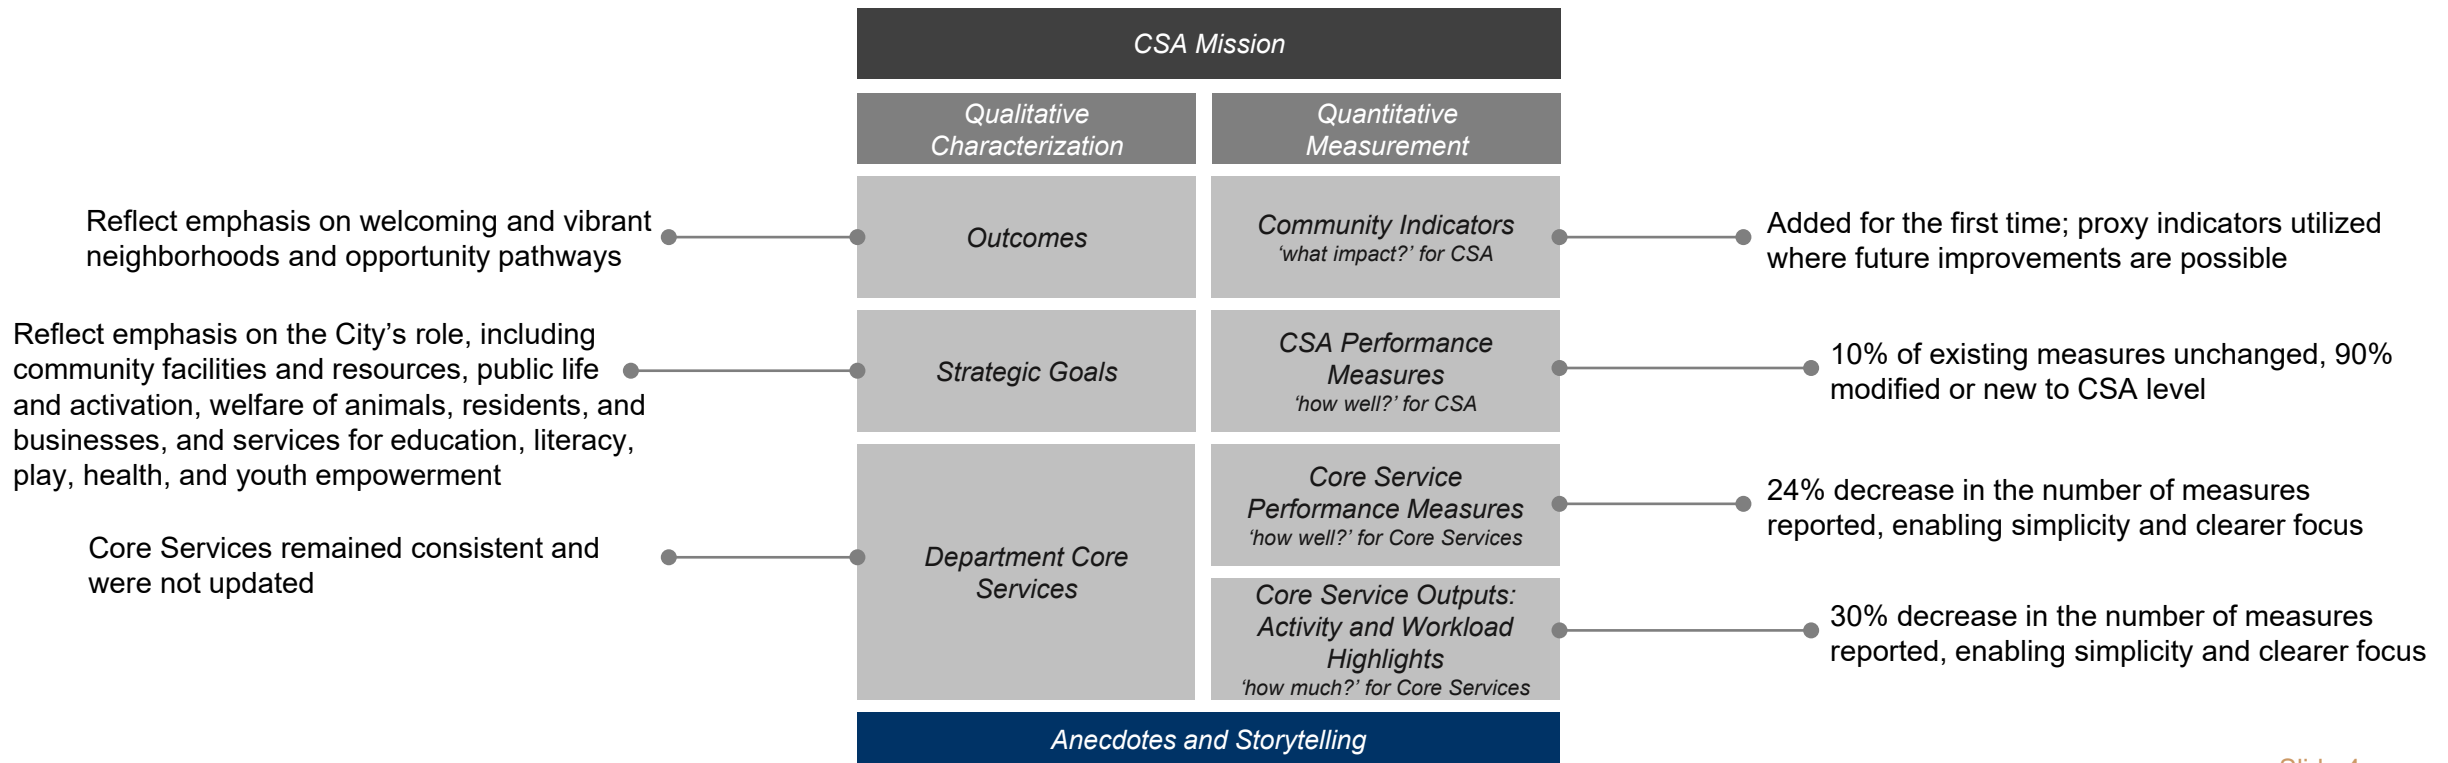 CSA Mission
Qualitative
Characterization
Quantitative
Measurement
Reflect emphasis on welcoming and vibrant
neighborhoods and opportunity pathways
Outcomes
Community Indicators
‘what impact?’ for CSA
Added for the first time; proxy indicators utilized
where future improvements are possible
Reflect emphasis on the City’s role, including
community facilities and resources, public life
and activation, welfare of animals, residents, and
businesses, and services for education, literacy,
play, health, and youth empowerment
Strategic Goals
CSA Performance
Measures
‘how well?’ for CSA
10% of existing measures unchanged, 90%
modified or new to CSA level
Core Services remained consistent and
were not updated
Department Core
Services
Core Service
Performance Measures
‘how well?’ for Core Services
24% decrease in the number of measures
reported, enabling simplicity and clearer focus
Core Service Outputs:
Activity and Workload
Highlights
‘how much?’ for Core Services
30% decrease in the number of measures
reported, enabling simplicity and clearer focus
Anecdotes and Storytelling